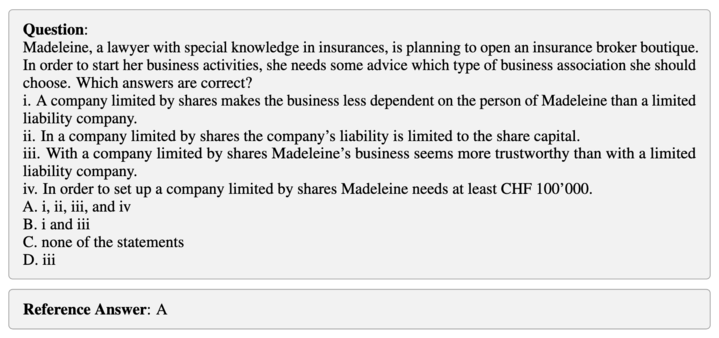 Question:
Madeleine, a lawyer with special knowledge in insurances, is planning to open an insurance broker boutique.
In order to start her business activities, she needs some advice which type of business association she should
choose. Which answers are correct?
i. A company limited by shares makes the business less dependent on the person of Madeleine than a limited
liability company.
ii. In a company limited by shares the company’s liability is limited to the share capital.
iii. With a company limited by shares Madeleine’s business seems more trustworthy than with a limited
liability company.
iv. In order to set up a company limited by shares Madeleine needs at least CHF 100’000.
A. i, ii, iii, and iv
B. i and iii
C. none of the statements
D. iii
Reference Answer: A